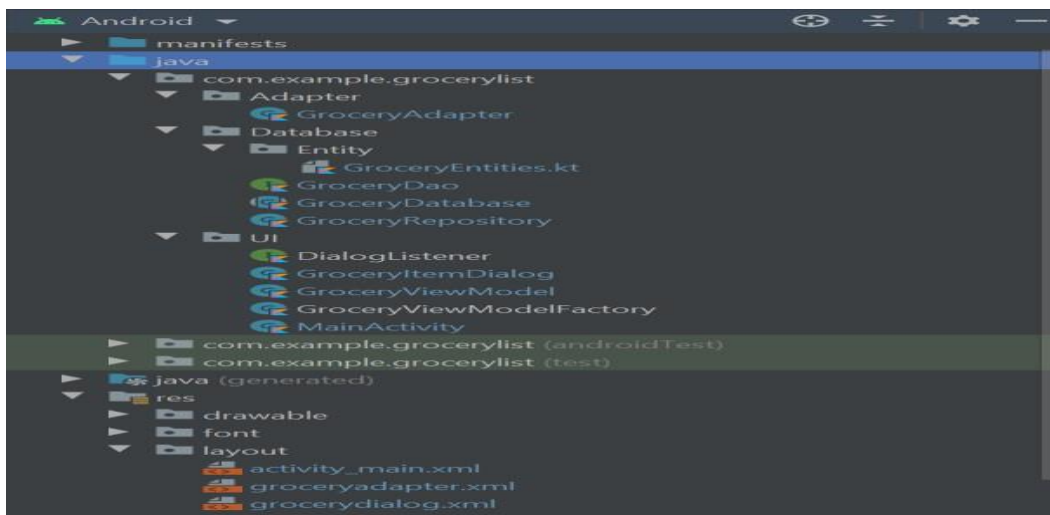 Android
manifests
java
com.example.grocerylist
Adapter
GroceryAdapter
Database
Entity
GroceryEntities.kt
GroceryDao
GroceryDatabase
GroceryRepository
UI
DialogListener
GroceryItemDialog
GroceryViewModel
GroceryViewModelFactory
MainActivity
com.example.grocerylist (androidTest)
com.example.grocerylist (test)
java (generated)
res
drawable
font
layout
activity_main.xml
groceryadapter.xml
grocerydialog.xml